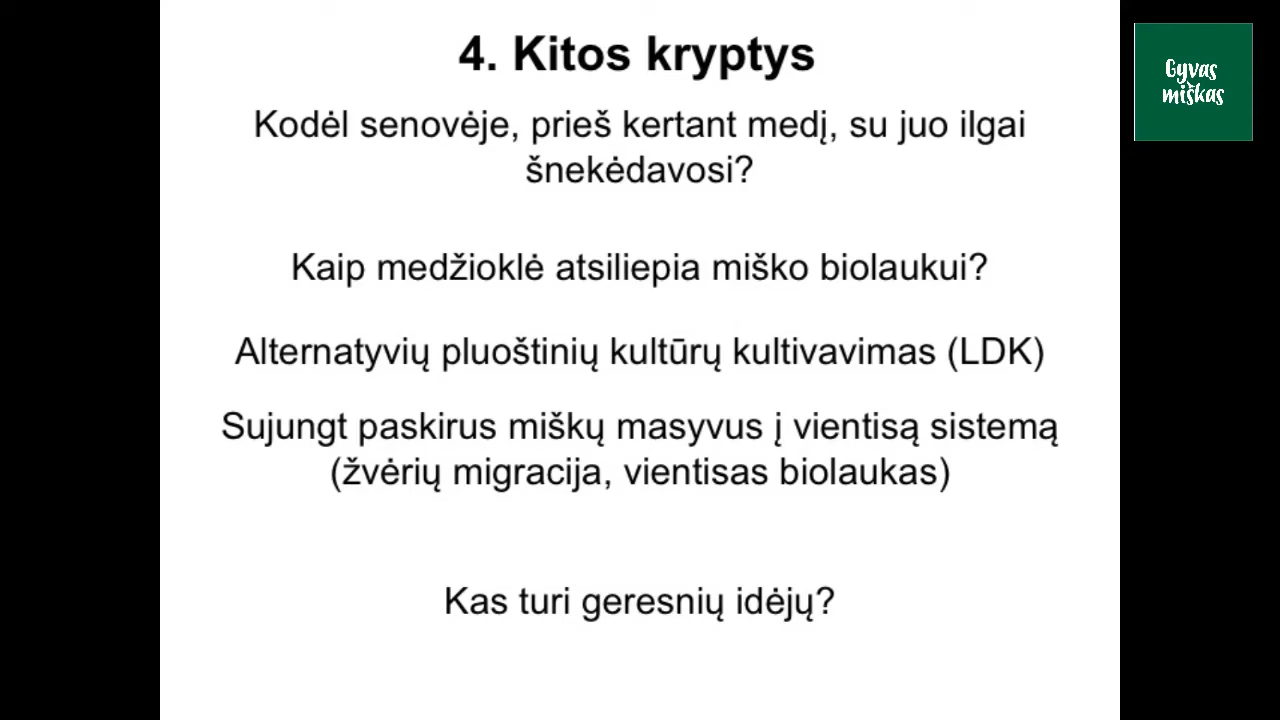 4. Kitos kryptys
Gyvas
miškas
Kodėl senovėje, prieš kertant medį, su juo ilgai
šnekėdavosi?
Kaip medžioklė atsiliepia miško biolaukui?
Alternatyvių pluoštinių kultūrų kultivavimas (LDK)
Sujungt paskirus miškų masyvus į vientisą sistemą
(žvėrių migracija, vientisas biolaukas)
Kas turi geresnių idėjų?